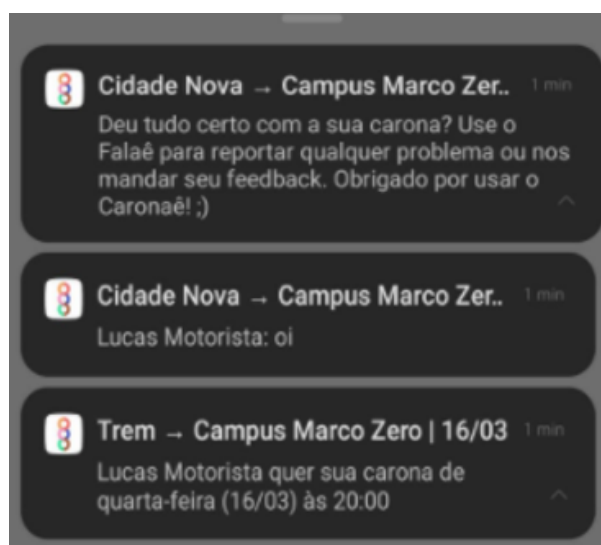 Cidade Nova → Campus Marco Zer.. 1 min
Deu tudo certo com a sua carona? Use o
Falaê para reportar qualquer problema ou nos
mandar seu feedback. Obrigado por usar o
Caronaê! ;)
Cidade Nova → Campus Marco Zer.. 1 min
Lucas Motorista: oi
Trem → Campus Marco Zero | 16/03 1 min
Lucas Motorista quer sua carona de
quarta-feira (16/03) às 20:00